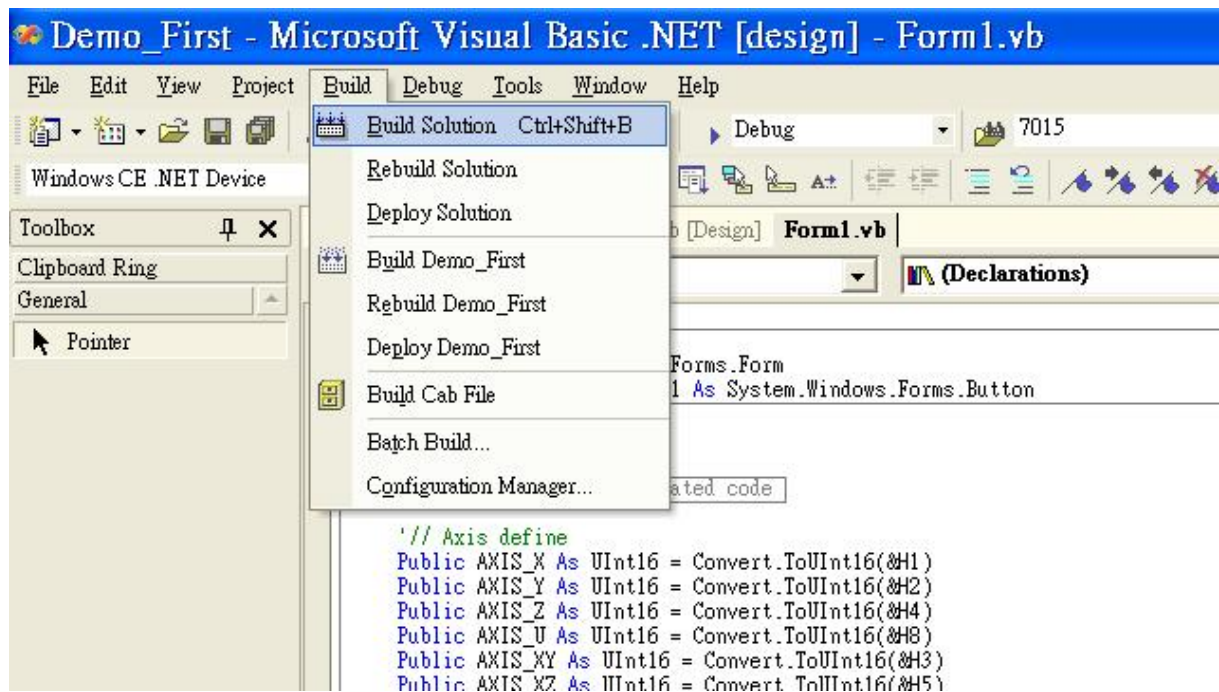 Demo_First - Microsoft Visual Basic .NET [design] - Form1.vb
File Edit View Project Build Debug Tools Window Help
Build Solution Ctrl+Shift+B
Debug
7015
Rebuild Solution
Windows CE .NET Device
Deploy Solution
Toolbox
[Design] Form1.vb
Clipboard Ring
Build Demo_First
(Declarations)
General
Rebuild Demo_First
Pointer
Deploy Demo_First
Forms.Form
Build Cab File
1 As System.Windows.Forms.Button
Batch Build...
Configuration Manager...
ated code
'// Axis define
Public AXIS_X As UInt16 = Convert.ToUInt16(&H1)
Public AXIS_Y As UInt16 = Convert.ToUInt16(&H2)
Public AXIS_Z As UInt16 = Convert.ToUInt16(&H4)
Public AXIS_U As UInt16 = Convert.ToUInt16(&H8)
Public AXIS_XY As UInt16 = Convert.ToUInt16(&H3)
Public AXIS_XZ As UInt16 = Convert.ToUInt16(&H5)